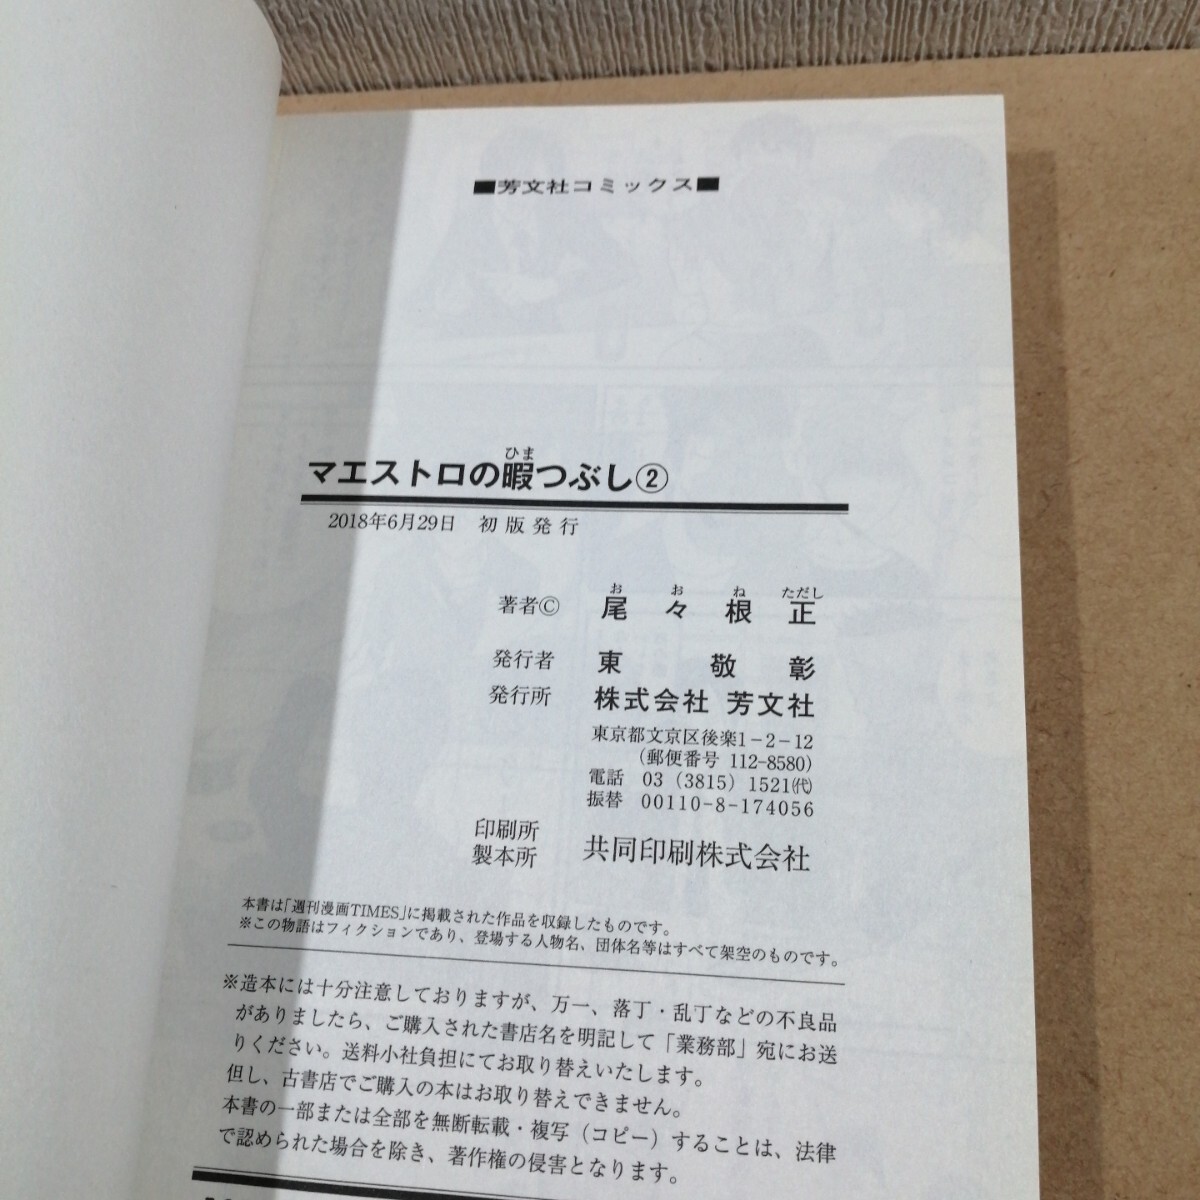 ■芳文社コミックス■
ひま
マエストロの暇つぶし②
2018年6月29日 初版発行
お お ね ただし
著者© 尾々根 正
発行者 東 敬彰
発行所 株式会社 芳文社
東京都文京区後楽1-2-12
(郵便番号 112-8580)
電話 03 (3815) 1521㈹
振替 00110-8-174056
印刷所
製本所 共同印刷株式会社
本書は「週刊漫画TIMES」に掲載された作品を収録したものです。
※この物語はフィクションであり、登場する人物名、団体名等はすべて架空のものです。
※造本には十分注意しておりますが、万一、落丁・乱丁などの不良品
がありましたら、ご購入された書店名を明記して「業務部」宛にお送
りください。送料小社負担にてお取り替えいたします。
但し、古書店でご購入の本はお取り替えできません。
本書の一部または全部を無断転載・複写(コピー)することは、法律
で認められた場合を除き、著作権の侵害となります。